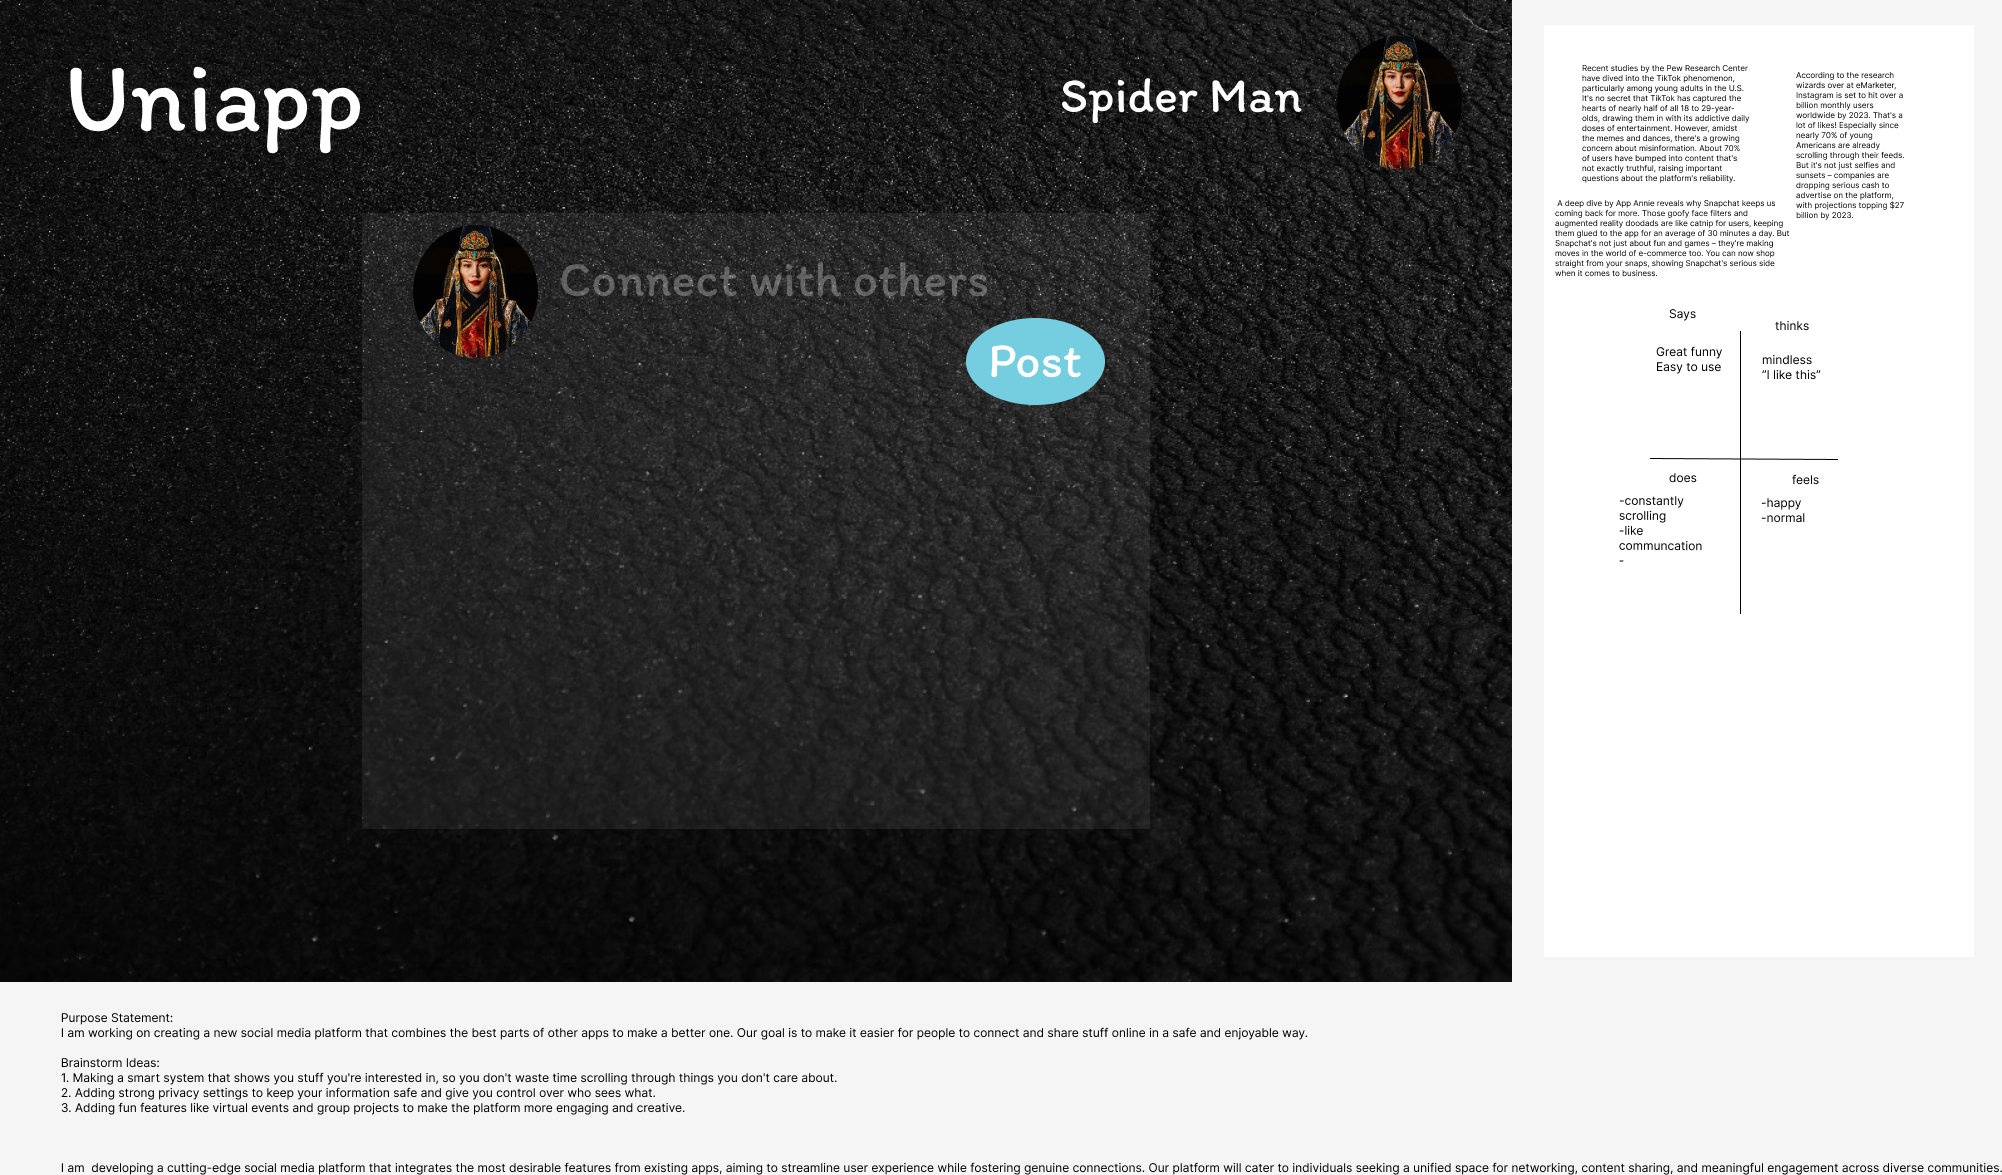 Uniapp
Spider Man
Connect with others
Post
Recent studies by the Pew Research Center
have dived into the TikTok phenomenon,
particularly among young adults in the U.S.
It's no secret that TikTok has captured the
hearts of nearly half of all 18 to 29-year-
olds, drawing them in with its addictive daily
doses of entertainment. However, amidst
the memes and dances, there's a growing
concern about misinformation. About 70%
of users have bumped into content that's
not exactly truthful, raising important
questions about the platform's reliability.
According to the research
wizards over at eMarketer,
Instagram is set to hit over a
billion monthly users
worldwide by 2023. That's a
lot of likes! Especially since
nearly 70% of young
Americans are already
scrolling through their feeds.
But it's not just selfies and
sunsets – companies are
dropping serious cash to
advertise on the platform,
with projections topping $27
billion by 2023.
A deep dive by App Annie reveals why Snapchat keeps us
coming back for more. Those goofy face filters and
augmented reality doodads are like catnip for users, keeping
them glued to the app for an average of 30 minutes a day. But
Snapchat's not just about fun and games – they're making
moves in the world of e-commerce too. You can now shop
straight from your snaps, showing Snapchat's serious side
when it comes to business.
Says
thinks
Great funny
Easy to use
mindless
"I like this"
does
feels
-constantly
scrolling
-like
communcation
-
-happy
-normal
Purpose Statement:
I am working on creating a new social media platform that combines the best parts of other apps to make a better one. Our goal is to make it easier for people to connect and share stuff online in a safe and enjoyable way.
Brainstorm Ideas:
1. Making a smart system that shows you stuff you're interested in, so you don't waste time scrolling through things you don't care about.
2. Adding strong privacy settings to keep your information safe and give you control over who sees what.
3. Adding fun features like virtual events and group projects to make the platform more engaging and creative.
I am  developing a cutting-edge social media platform that integrates the most desirable features from existing apps, aiming to streamline user experience while fostering genuine connections. Our platform will cater to individuals seeking a unified space for networking, content sharing, and meaningful engagement across diverse communities.